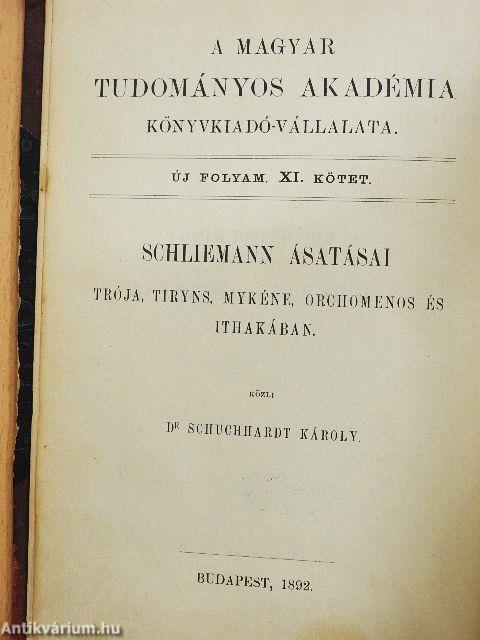 A MAGYAR
TUDOMÁNYOS AKADÉMIA
KÖNYVKIADÓ-VÁLLALATA.
ÚJ FOLYAM. XI. KÖTET.
SCHLIEMANN ÁSATÁSAI
TRÓJA, TIRYNS, MYKÉNE, ORCHOMENOS ÉS
ITHAKÁBAN.
KÖZLI
DR SCHUCHHARDT KÁROLY.
BUDAPEST, 1892.
Antikvárium.hu